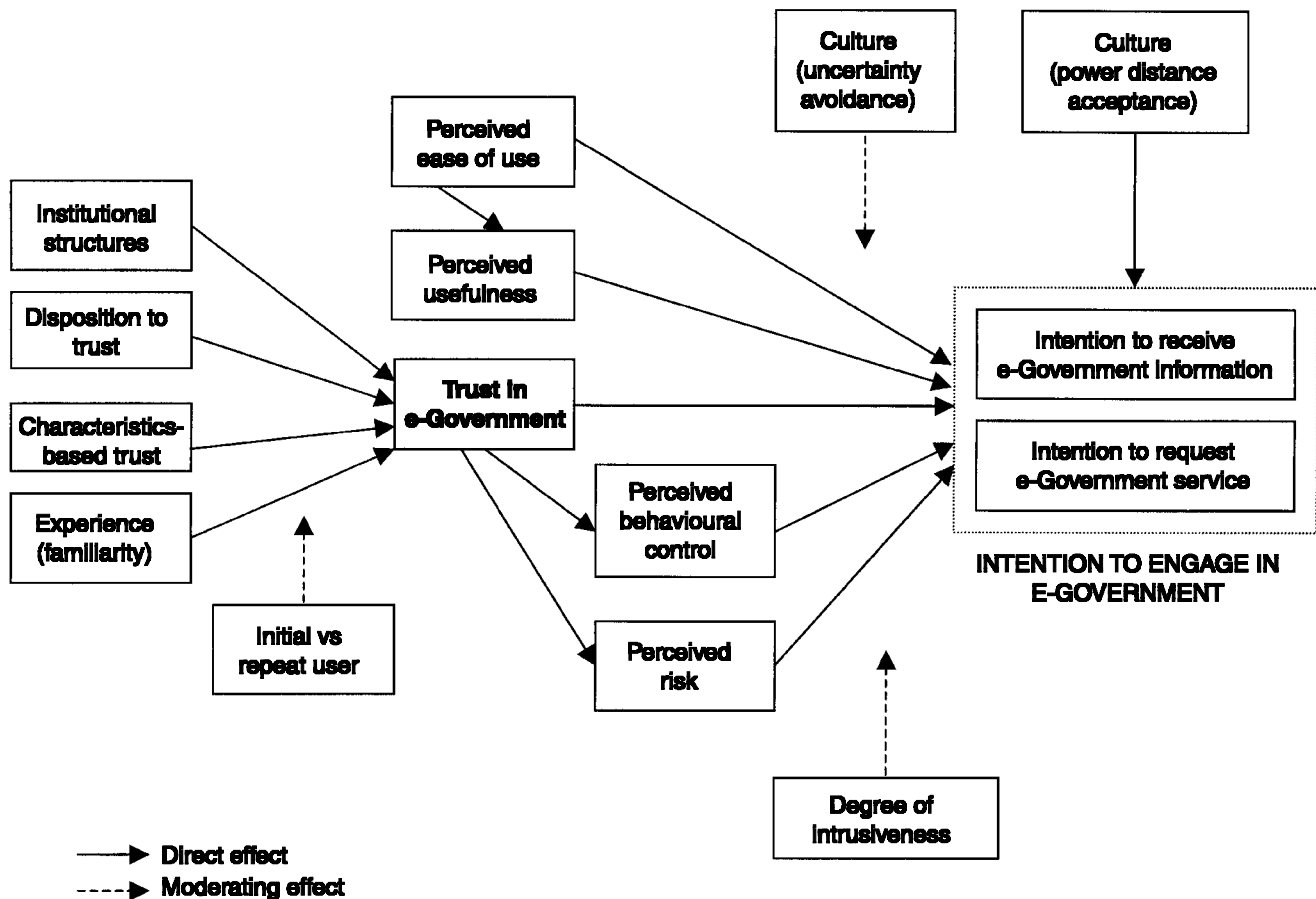 Culture
(uncertainty
avoidance)
Culture
(power distance
acceptance)
Perceived
ease of use
Institutional
structures
Perceived
usefulness
Disposition to
trust
Intention to receive
e-Government information
Trust in
e-Government
Characteristics-
based trust
Intention to request
e-Government service
Perceived
behavioural
control
Experience
(familiarity)
INTENTION TO ENGAGE IN
E-GOVERNMENT
Initial vs
repeat user
Perceived
risk
Degree of
intrusiveness
Direct effect
Moderating effect